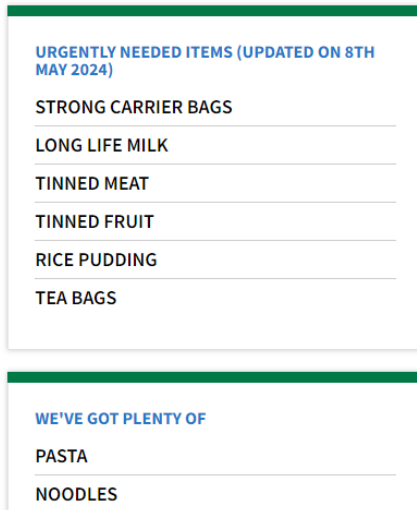 URGENTLY NEEDED ITEMS (UPDATED ON 8TH
MAY 2024)
STRONG CARRIER BAGS
LONG LIFE MILK
TINNED MEAT
TINNED FRUIT
RICE PUDDING
TEA BAGS
WE'VE GOT PLENTY OF
PASTA
NOODLES